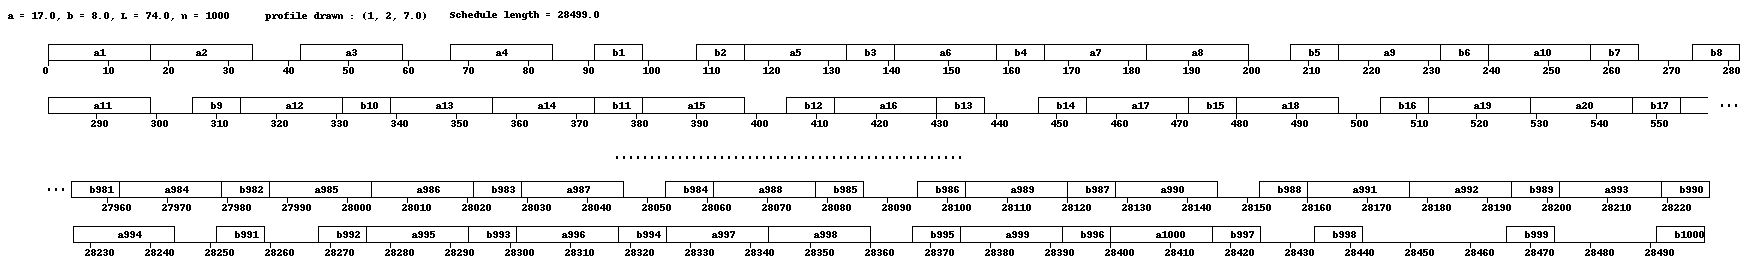 a = 17.0, b = 8.0, L = 74.0, n = 1000 profile drawn : (1, 2, 7.0) Schedule length = 28499.0
a1 a2 a3 a4 b1 b2 a5 b3 a6 b4 a7 a8 b5 a9 b6 a10 b7 b8
0 10 20 30 40 50 60 70 80 90 100 110 120 130 140 150 160 170 180 190 200 210 220 230 240 250 260 270 280
a11 b9 a12 b10 a13 a14 b11 a15 b12 a16 b13 b14 a17 b15 a18 b16 a19 a20 b17 ...
290 300 310 320 330 340 350 360 370 380 390 400 410 420 430 440 450 460 470 480 490 500 510 520 530 540 550
... b981 a984 b982 a985 a986 b983 a987 b984 a988 b985 b986 a989 b987 a990 b988 a991 a992 b989 a993 b990
27960 27970 27980 27990 28000 28010 28020 28030 28040 28050 28060 28070 28080 28090 28100 28110 28120 28130 28140 28150 28160 28170 28180 28190 28200 28210 28220
a994 b991 b992 a995 b993 a996 b994 a997 a998 b995 a999 b996 a1000 b997 b998 b999 b1000
28230 28240 28250 28260 28270 28280 28290 28300 28310 28320 28330 28340 28350 28360 28370 28380 28390 28400 28410 28420 28430 28440 28450 28460 28470 28480 28490